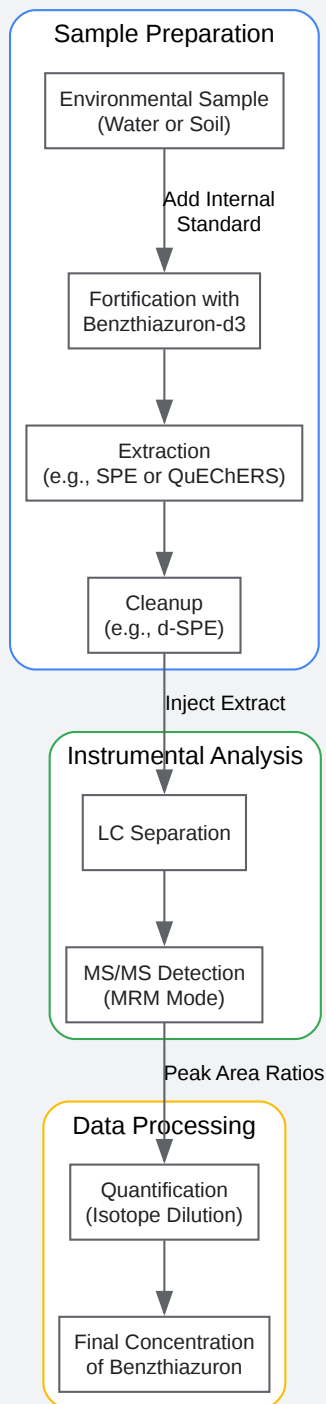 Sample Preparation
Environmental Sample
(Water or Soil)
Add Internal
Standard
Fortification with
Benzthiazuron-d3
Extraction
(e.g., SPE or QuEChERS)
Cleanup
(e.g., d-SPE)
Inject Extract
Instrumental Analysis
LC Separation
MS/MS Detection
(MRM Mode)
Peak Area Ratios
Data Processing
Quantification
(Isotope Dilution)
Final Concentration
of Benzthiazuron